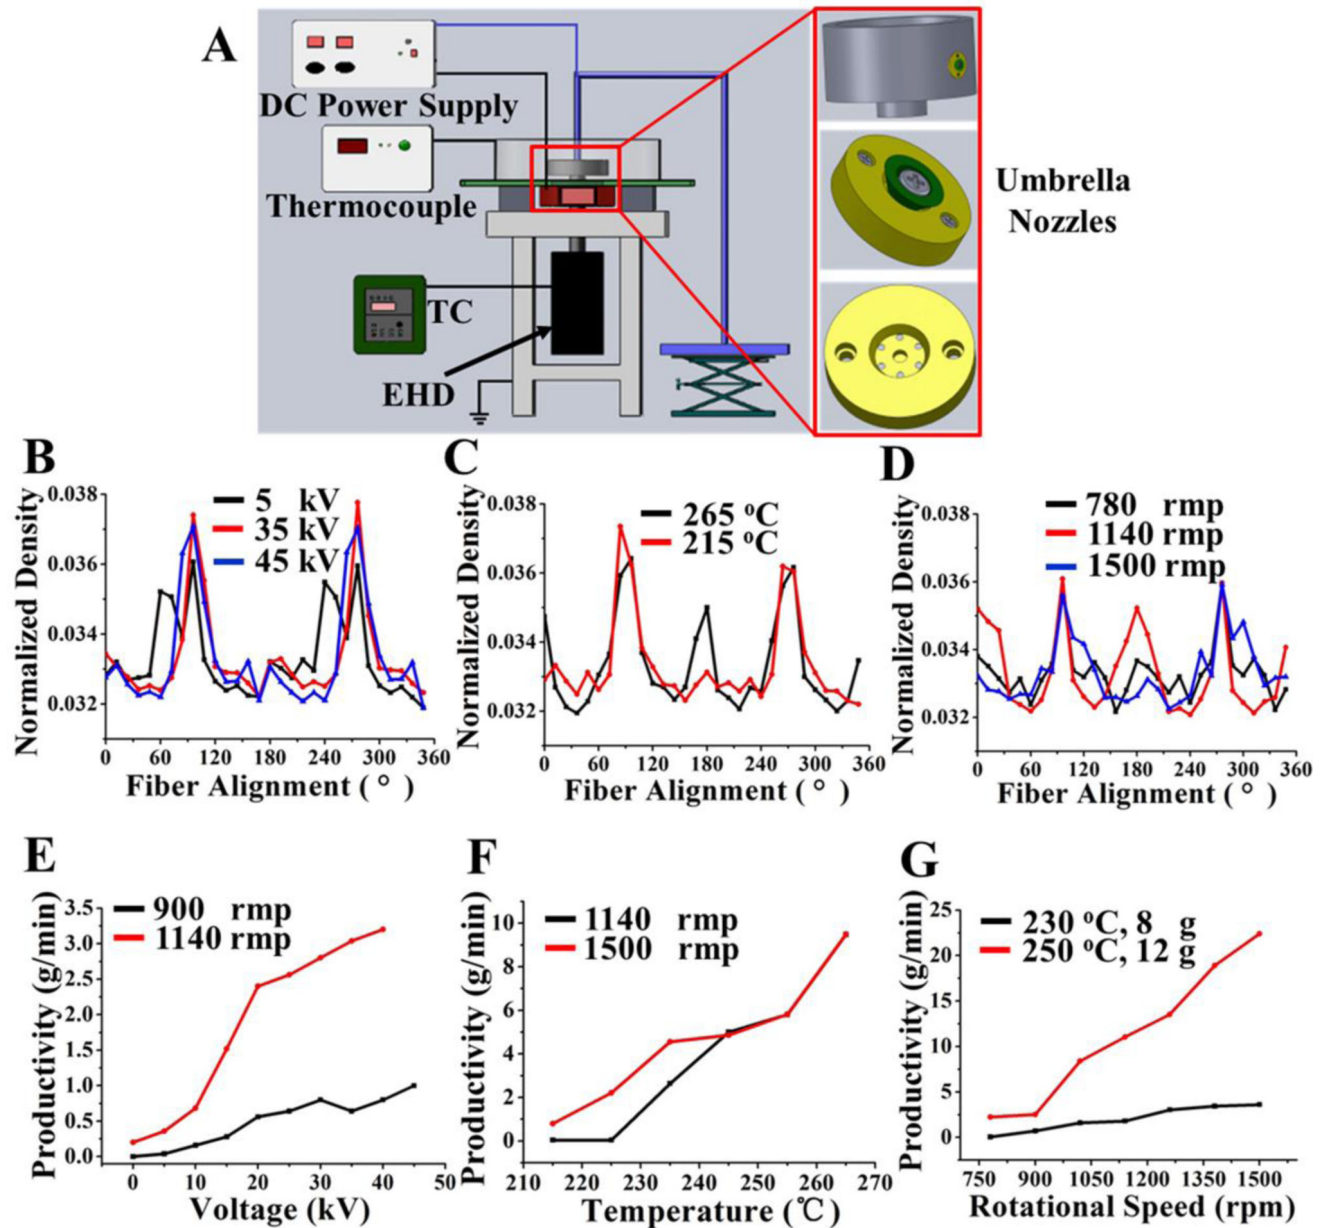 A
DC Power Supply
Thermocouple
TC
EHD
Umbrella
Nozzles
B
Normalized Density
0.038
0.036
0.034
0.032
5 kV
35 kV
45 kV
0 60 120 180 240 300 360
Fiber Alignment ( ° )
C
Normalized Density
0.038
0.036
0.034
0.032
265 ºC
215 ºC
0 60 120 180 240 300 360
Fiber Alignment ( ° )
D
Normalized Density
0.038
0.036
0.034
0.032
780 rmp
1140 rmp
1500 rmp
0 60 120 180 240 300 360
Fiber Alignment ( ° )
E
Productivity (g/min)
3.5
3.0
2.5
2.0
1.5
1.0
0.5
0.0
900 rmp
1140 rmp
0 10 20 30 40 50
Voltage (kV)
F
Productivity (g/min)
10
8
6
4
2
0
1140 rmp
1500 rmp
210 220 230 240 250 260 270
Temperature (℃)
G
Productivity (g/min)
25
20
15
10
5
0
230 ºC, 8 g
250 ºC, 12 g
750 900 1050 1200 1350 1500
Rotational Speed (rpm)